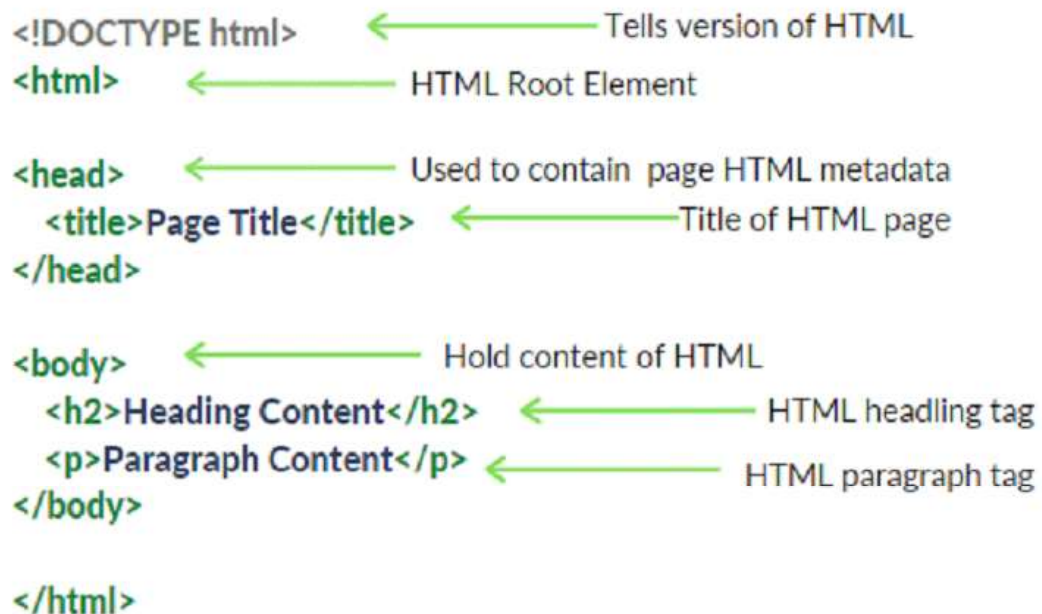 <!DOCTYPE html> Tells version of HTML
<html> HTML Root Element
<head> Used to contain page HTML metadata
<title>Page Title</title> Title of HTML page
</head>
<body> Hold content of HTML
<h2>Heading Content</h2> HTML headling tag
<p>Paragraph Content</p> HTML paragraph tag
</body>
</html>